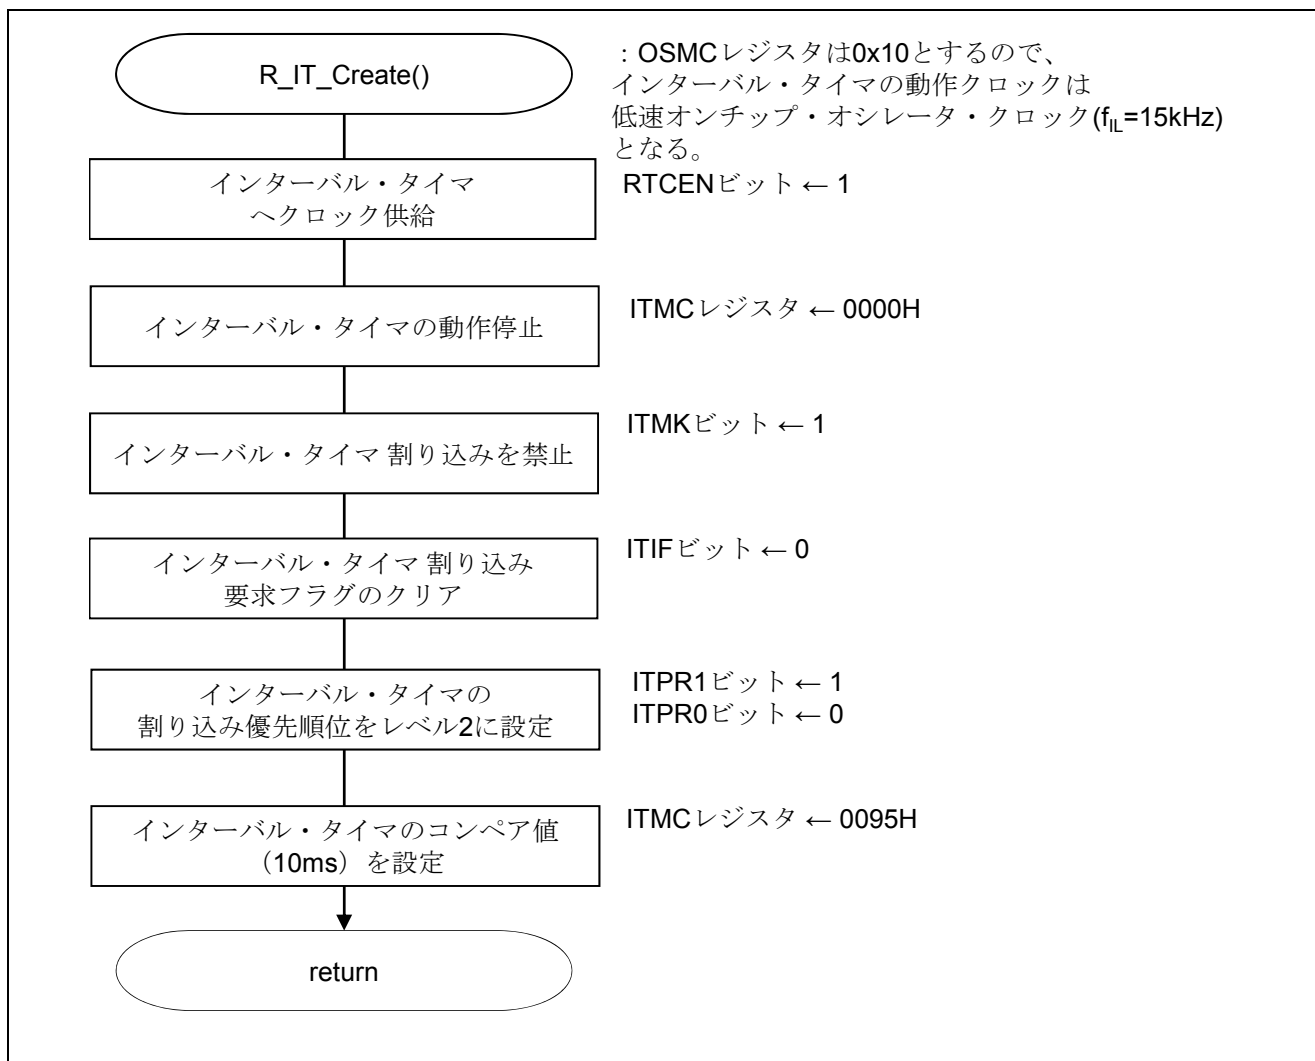 R_IT_Create()
：OSMCレジスタは0x10とするので、
インターバル・タイマの動作クロックは
低速オンチップ・オシレータ・クロック(fIL=15kHz)
となる。
インターバル・タイマ
へクロック供給
RTCENビット ← 1
インターバル・タイマの動作停止
ITMCレジスタ ← 0000H
インターバル・タイマ 割り込みを禁止
ITMKビット ← 1
インターバル・タイマ 割り込み
要求フラグのクリア
ITIFビット ← 0
インターバル・タイマの
割り込み優先順位をレベル2に設定
ITPR1ビット ← 1
ITPR0ビット ← 0
インターバル・タイマのコンペア値
（10ms）を設定
ITMCレジスタ ← 0095H
return